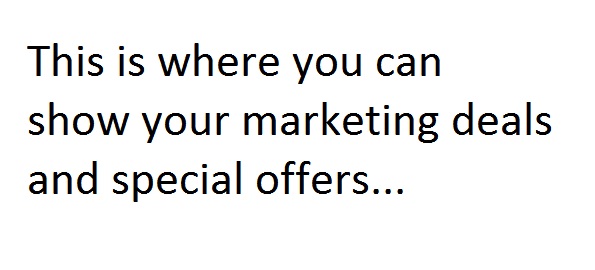 This is where you can
show your marketing deals
and special offers...